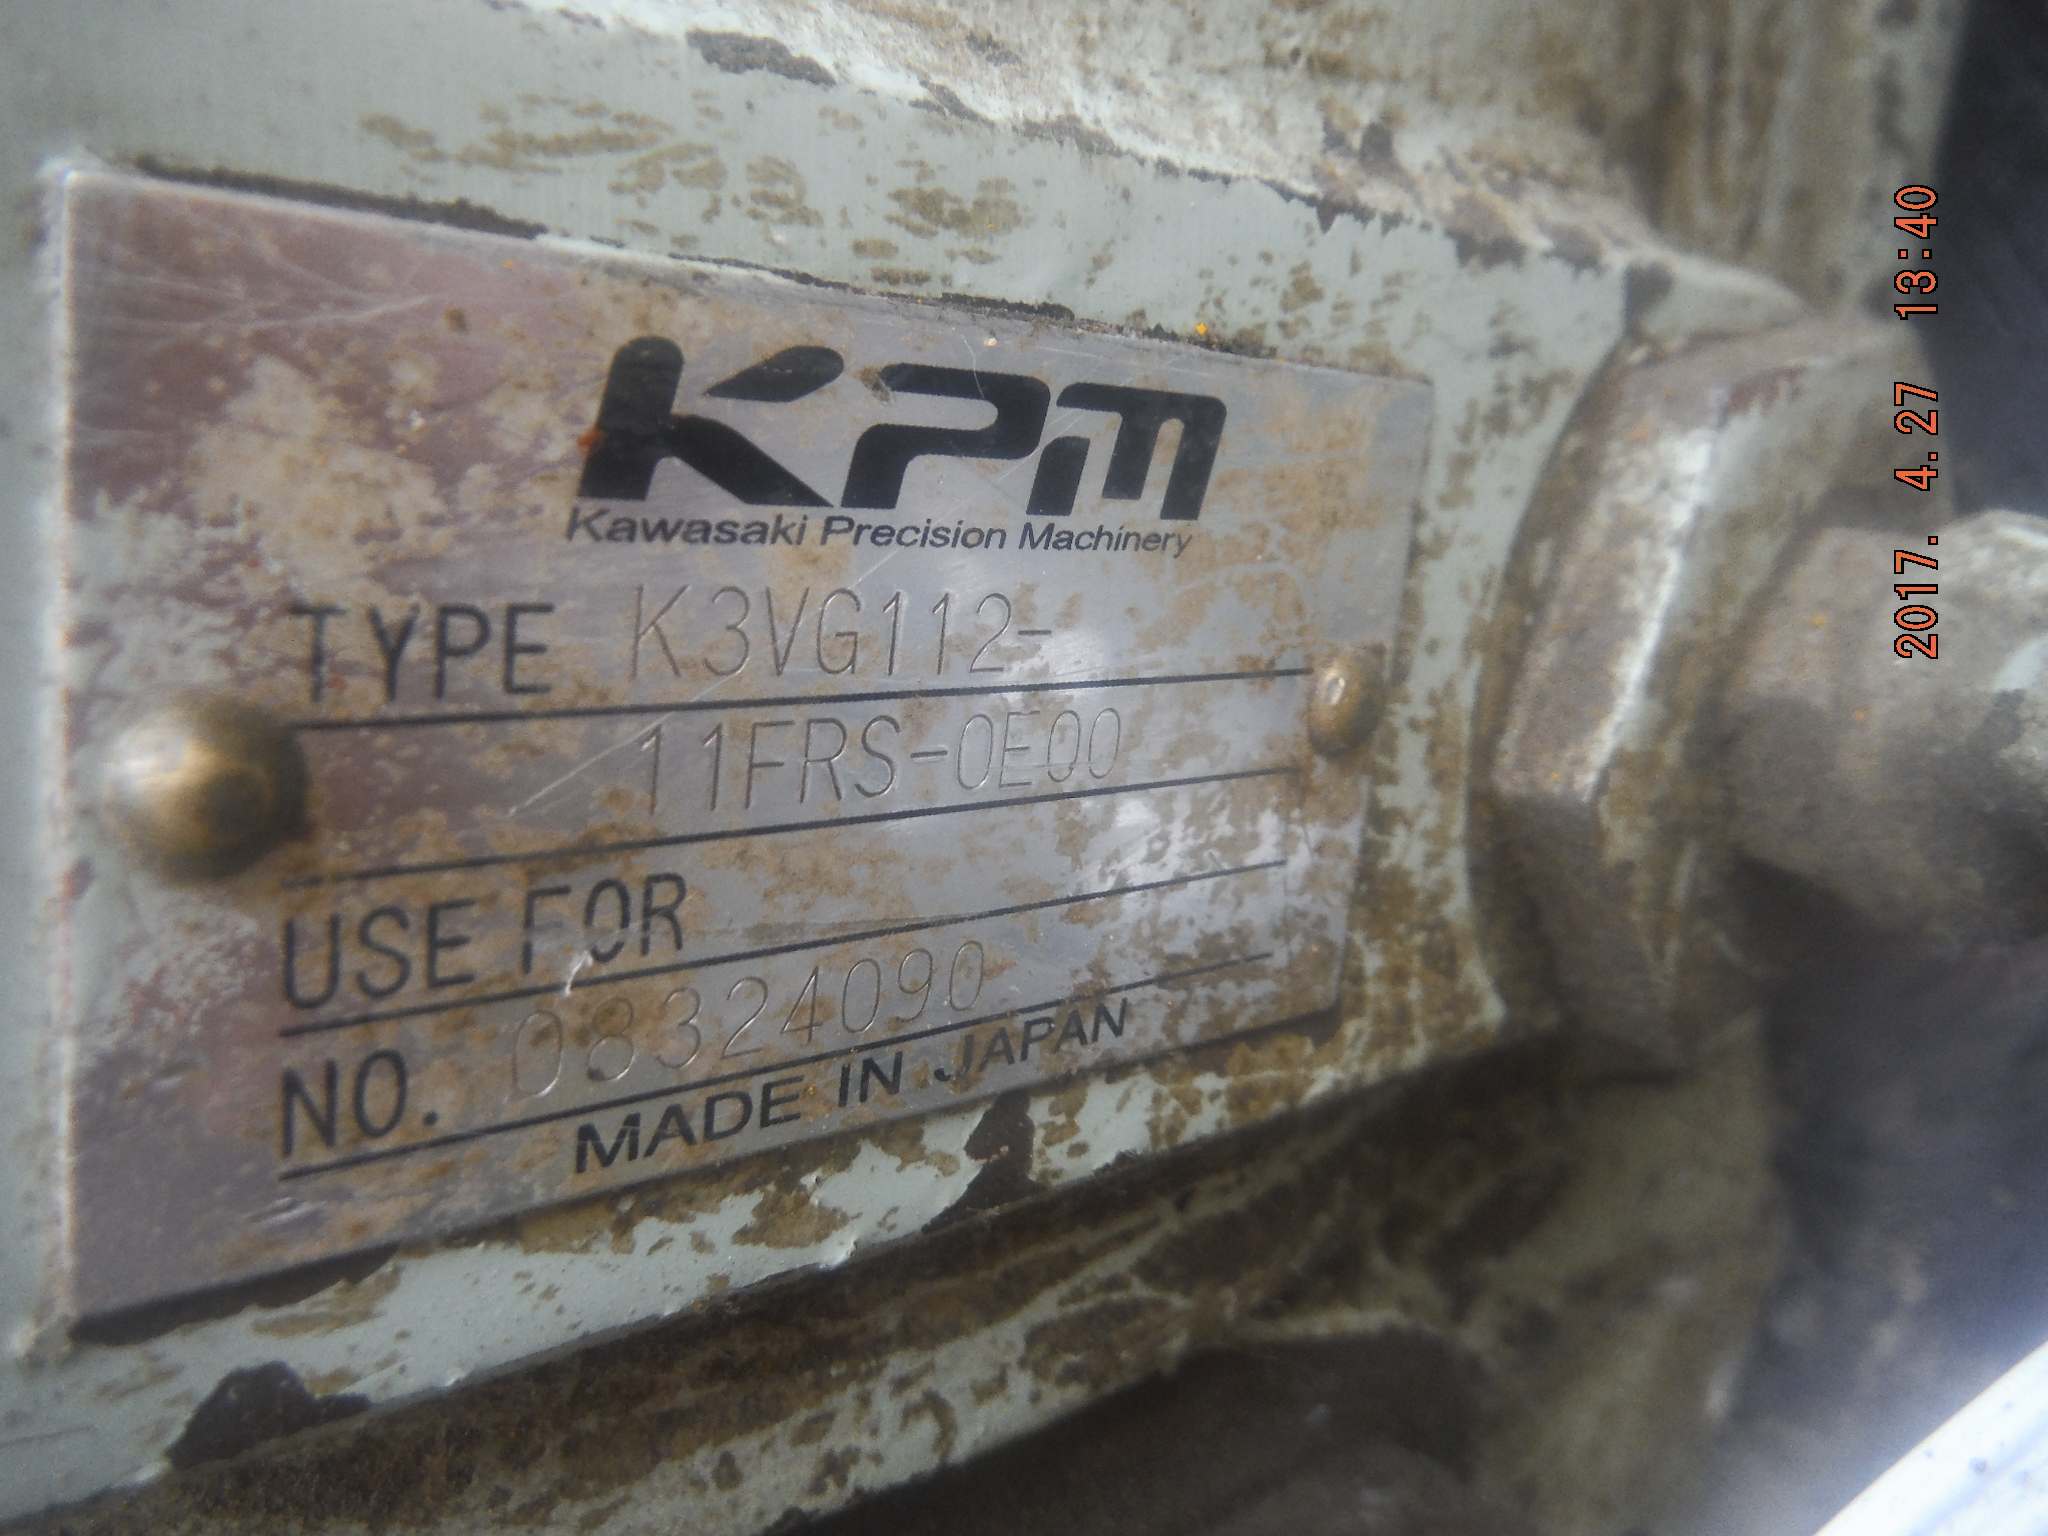 KPM
Kawasaki Precision Machinery
TYPE K3VG112-
11FRS-0E00
USE FOR
NO. 08324090
MADE IN JAPAN
2017. 4.27 13:40